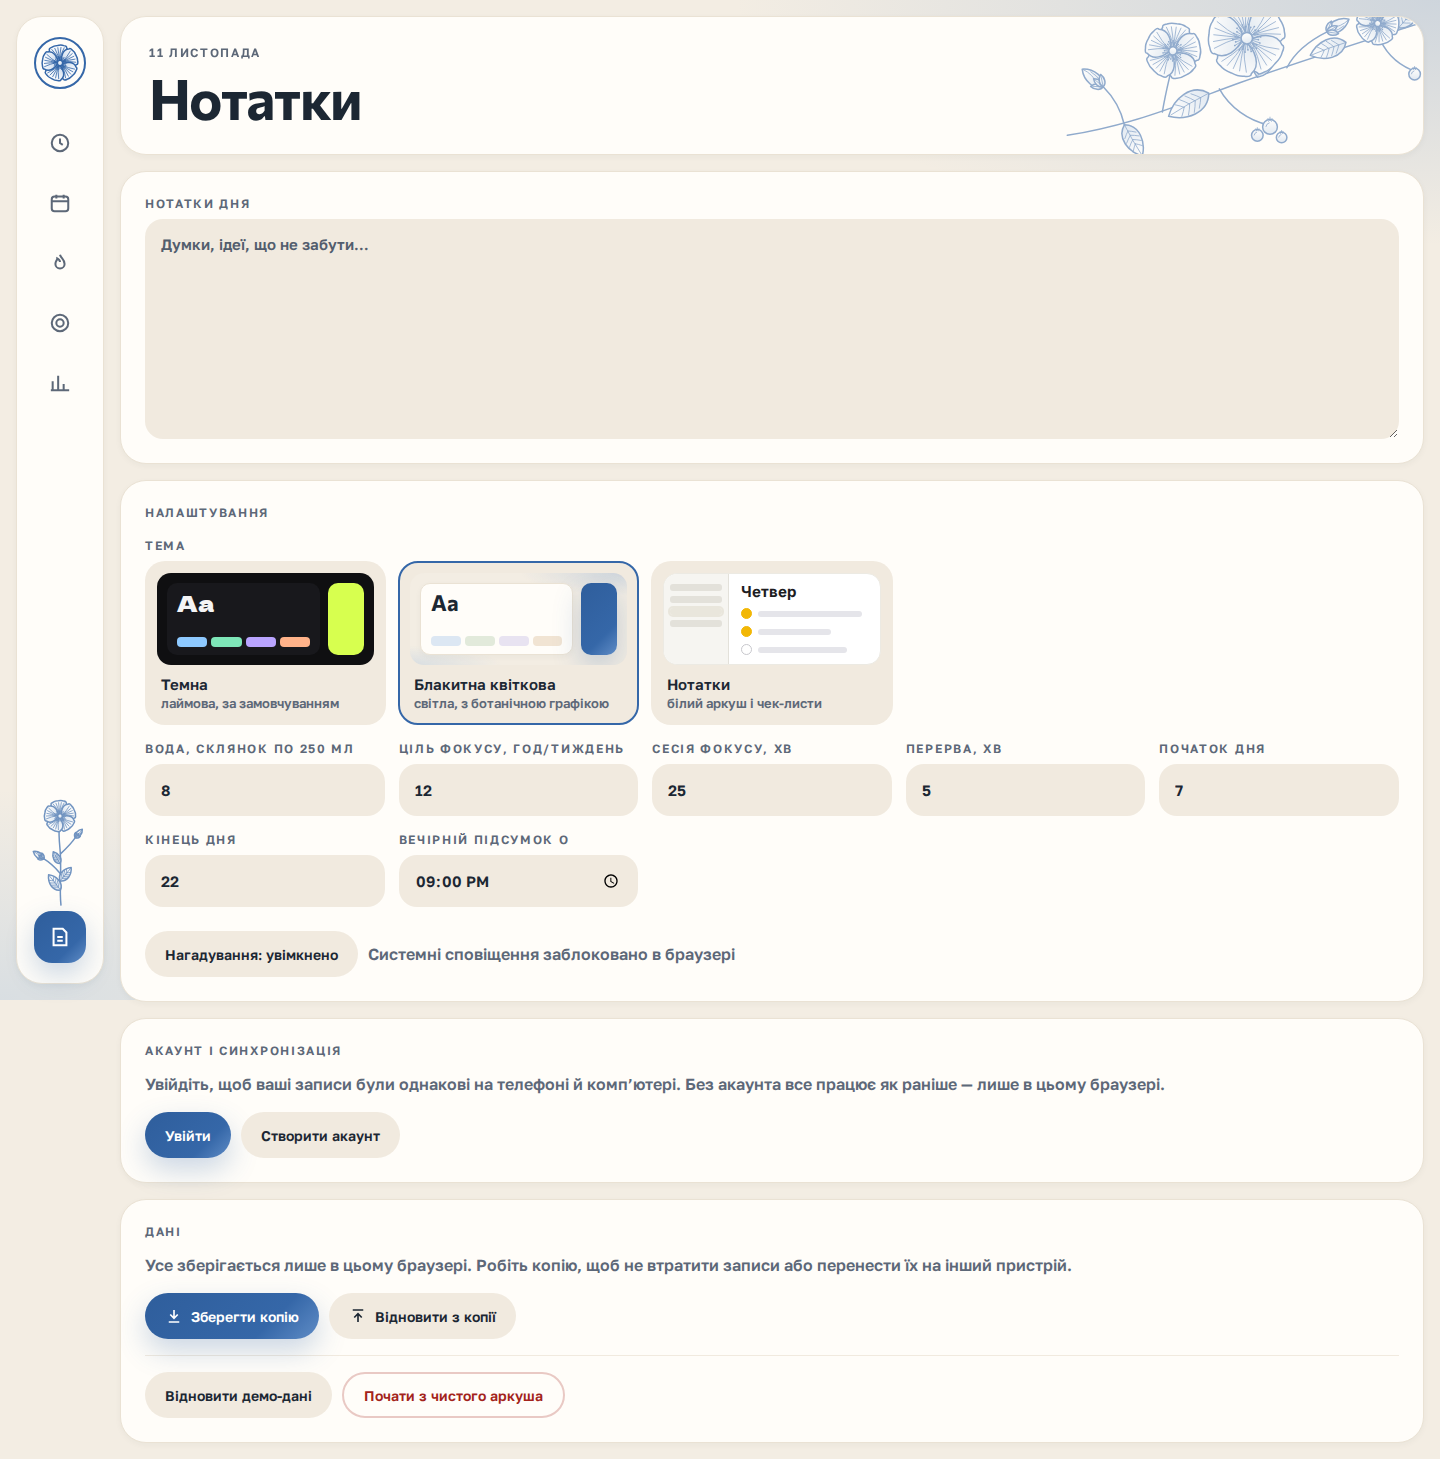 11 ЛИСТОПАДА
Нотатки
НОТАТКИ ДНЯ
Думки, ідеї, що не забути…
НАЛАШТУВАННЯ
ТЕМА
Aa
Темна
лаймова, за замовчуванням
Aa
Блакитна квіткова
світла, з ботанічною графікою
Четвер
Нотатки
білий аркуш і чек-листи
ВОДА, СКЛЯНОК ПО 250 МЛ
8
ЦІЛЬ ФОКУСУ, ГОД/ТИЖДЕНЬ
12
СЕСІЯ ФОКУСУ, ХВ
25
ПЕРЕРВА, ХВ
5
ПОЧАТОК ДНЯ
7
КІНЕЦЬ ДНЯ
22
ВЕЧІРНІЙ ПІДСУМОК О
09:00 PM
Нагадування: увімкнено
Системні сповіщення заблоковано в браузері
АКАУНТ І СИНХРОНІЗАЦІЯ
Увійдіть, щоб ваші записи були однакові на телефоні й комп’ютері. Без акаунта все працює як раніше — лише в цьому браузері.
Увійти
Створити акаунт
ДАНІ
Усе зберігається лише в цьому браузері. Робіть копію, щоб не втратити записи або перенести їх на інший пристрій.
Зберегти копію
Відновити з копії
Відновити демо-дані
Почати з чистого аркуша